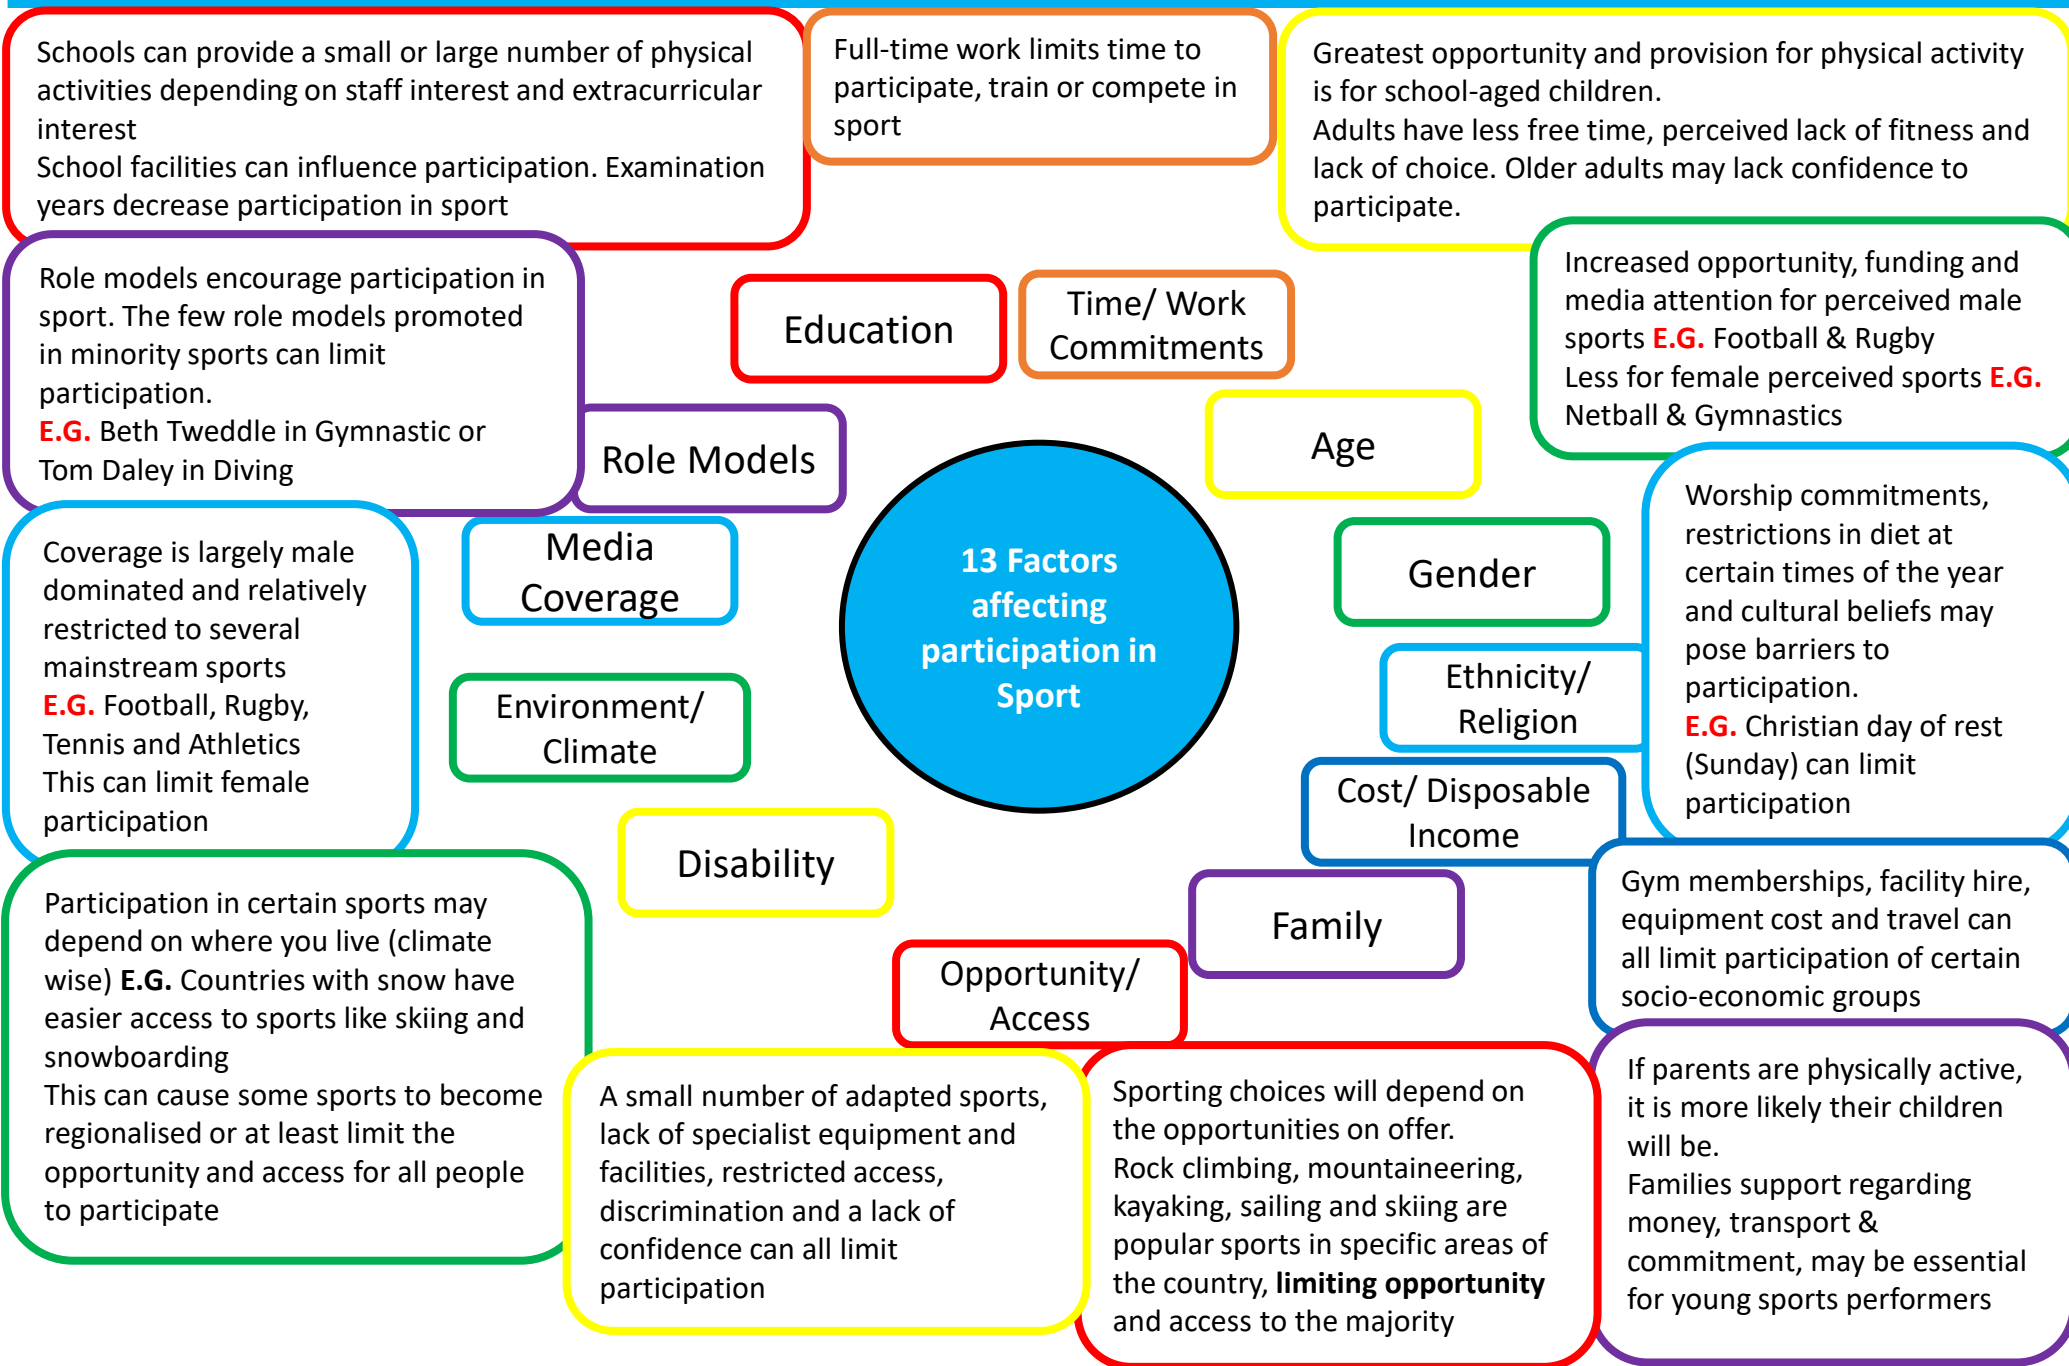 Schools can provide a small or large number of physical
activities depending on staff interest and extracurricular
interest
School facilities can influence participation. Examination
years decrease participation in sport
Full-time work limits time to
participate, train or compete in
sport
Greatest opportunity and provision for physical activity
is for school-aged children.
Adults have less free time, perceived lack of fitness and
lack of choice. Older adults may lack confidence to
participate.
Role models encourage participation in
sport. The few role models promoted
in minority sports can limit
participation.
E.G. Beth Tweddle in Gymnastic or
Tom Daley in Diving
Education
Time/ Work
Commitments
Increased opportunity, funding and
media attention for perceived male
sports E.G. Football & Rugby
Less for female perceived sports E.G.
Netball & Gymnastics
Role Models
Age
Coverage is largely male
dominated and relatively
restricted to several
mainstream sports
E.G. Football, Rugby,
Tennis and Athletics
This can limit female
participation
Media
Coverage
13 Factors
affecting
participation in
Sport
Gender
Worship commitments,
restrictions in diet at
certain times of the year
and cultural beliefs may
pose barriers to
participation.
E.G. Christian day of rest
(Sunday) can limit
participation
Environment/
Climate
Ethnicity/
Religion
Cost/ Disposable
Income
Disability
Family
Gym memberships, facility hire,
equipment cost and travel can
all limit participation of certain
socio-economic groups
Participation in certain sports may
depend on where you live (climate
wise) E.G. Countries with snow have
easier access to sports like skiing and
snowboarding
This can cause some sports to become
regionalised or at least limit the
opportunity and access for all people
to participate
Opportunity/
Access
A small number of adapted sports,
lack of specialist equipment and
facilities, restricted access,
discrimination and a lack of
confidence can all limit
participation
Sporting choices will depend on
the opportunities on offer.
Rock climbing, mountaineering,
kayaking, sailing and skiing are
popular sports in specific areas of
the country, limiting opportunity
and access to the majority
If parents are physically active,
it is more likely their children
will be.
Families support regarding
money, transport &
commitment, may be essential
for young sports performers